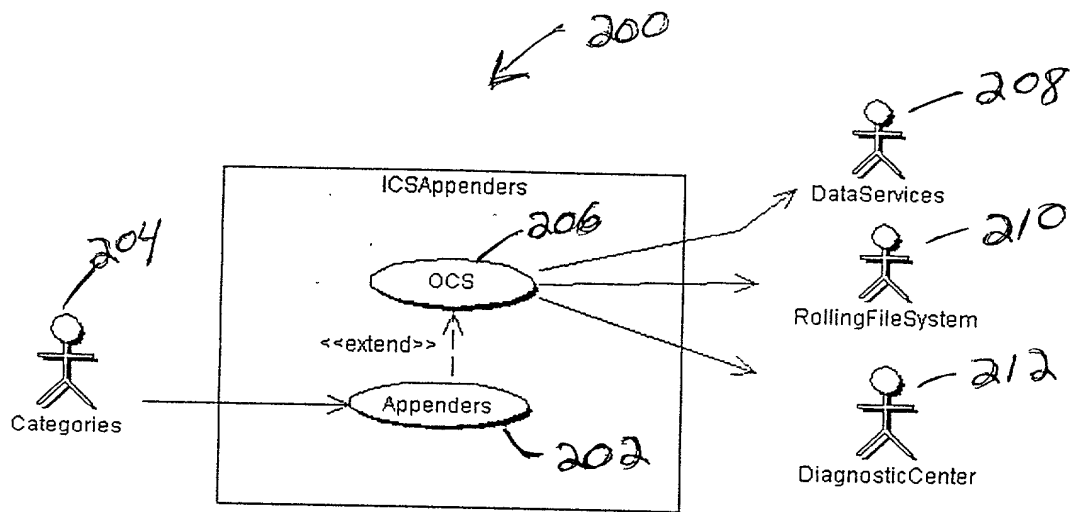 200
208
DataServices
ICSAppenders
206
204
210
OCS
RollingFileSystem
<<extend>>
212
Categories
Appenders
202
DiagnosticCenter